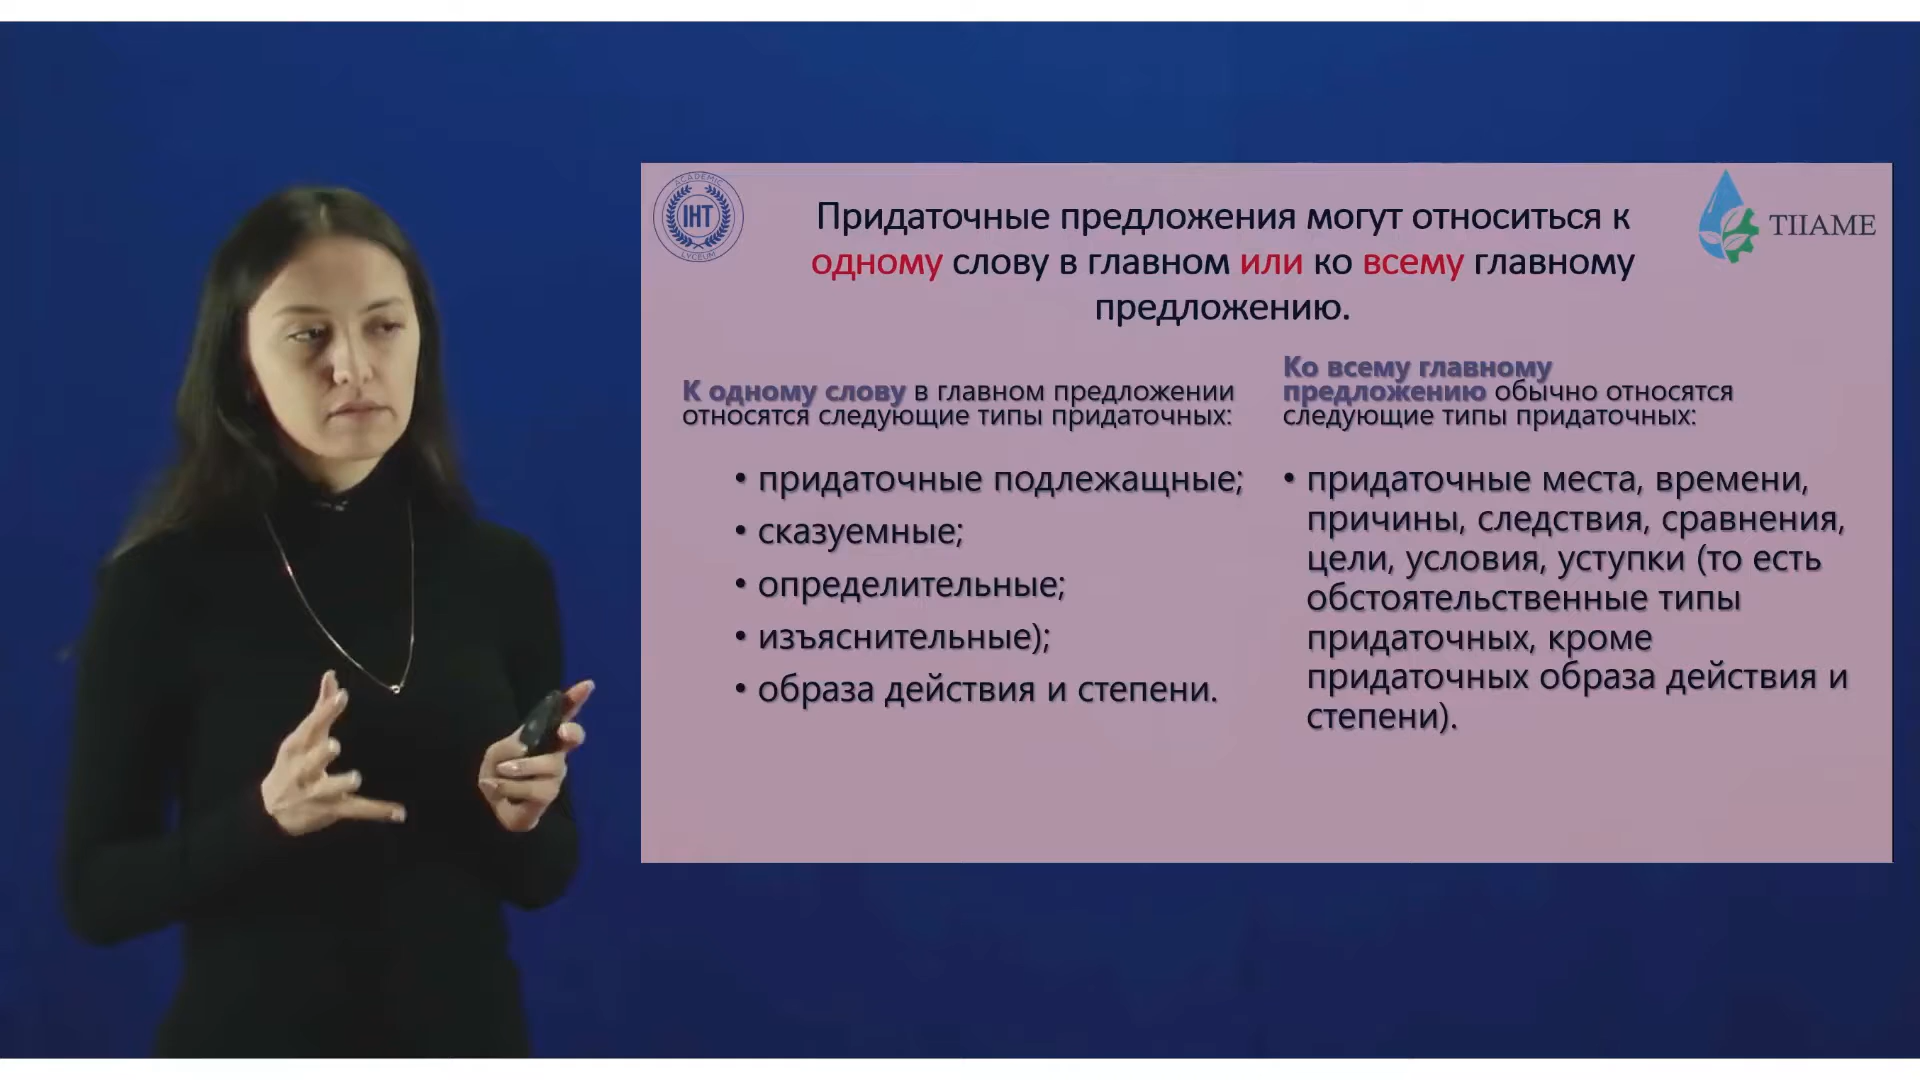 ACADEMIC
IHT
LYCEUM
TIIAME
Придаточные предложения могут относиться к
одному слову в главном или ко всему главному
предложению.
К одному слову в главном предложении
относятся следующие типы придаточных:
• придаточные подлежащные;
• сказуемные;
• определительные;
• изъяснительные);
• образа действия и степени.
Ко всему главному
предложению обычно относятся
следующие типы придаточных:
• придаточные места, времени,
причины, следствия, сравнения,
цели, условия, уступки (то есть
обстоятельственные типы
придаточных, кроме
придаточных образа действия и
степени).